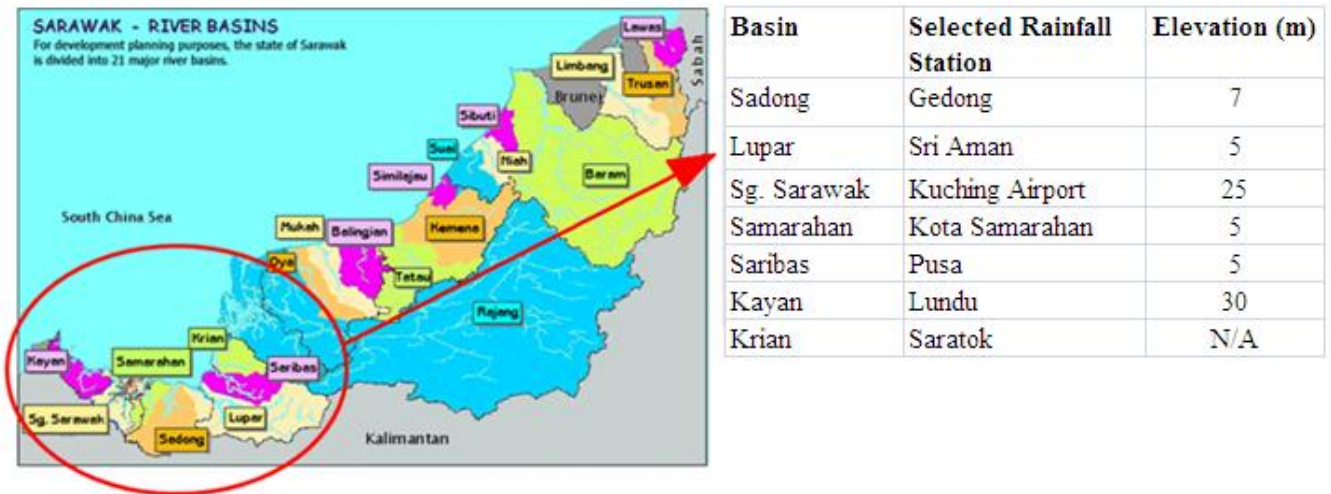 SARAWAK - RIVER BASINS
For development planning purposes, the state of Sarawak
is divided into 21 major river basins.
Lawas
Sabah
Limbang
Trusan
Brunei
Sibuti
Suai
Niah
Baram
Similajau
South China Sea
Mukah
Balingian
Kemena
Oya
Tatau
Rajang
Krian
Kayan
Samarahan
Saribas
Sg. Sarawak
Lupar
Sadong
Kalimantan
Basin Selected Rainfall Elevation (m)
Station
Sadong Gedong 7
Lupar Sri Aman 5
Sg. Sarawak Kuching Airport 25
Samarahan Kota Samarahan 5
Saribas Pusa 5
Kayan Lundu 30
Krian Saratok N/A